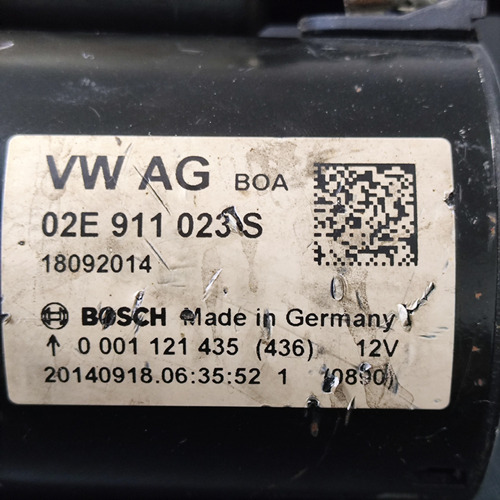 VW AG BOA
02E 911 023 S
18092014
BOSCH Made in Germany
↑ 0 001 121 435 (436) 12V
20140918.06:35:52 1 (0890)